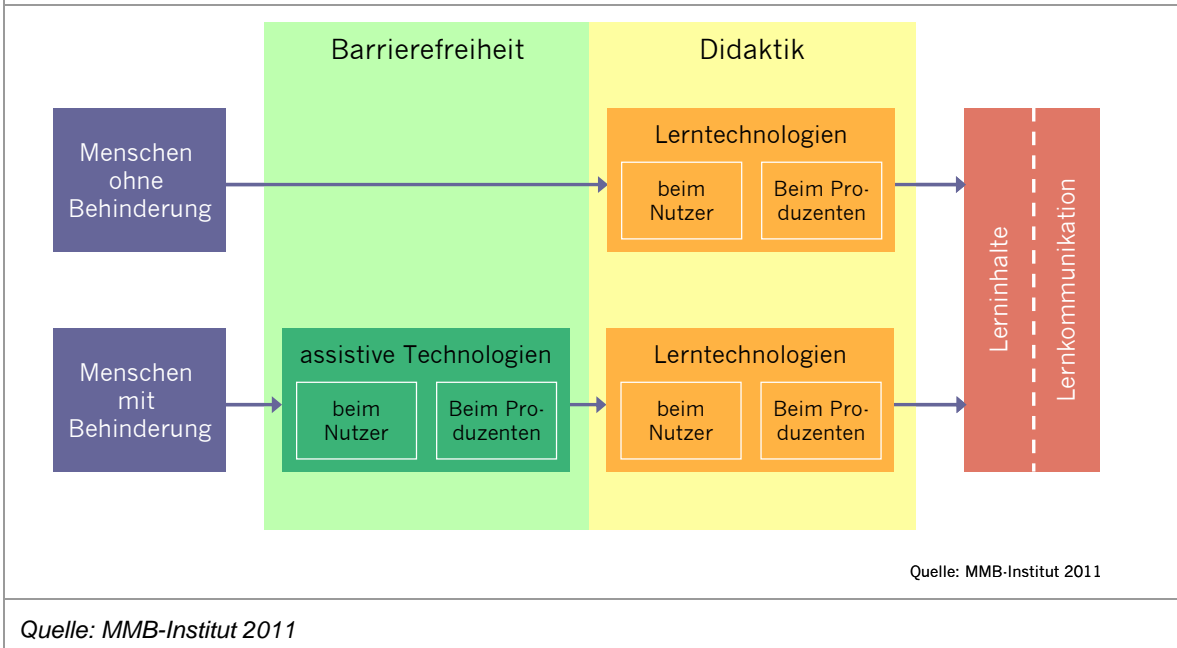 Barrierefreiheit
Didaktik
Menschen
ohne
Behinderung
Lerntechnologien
beim
Nutzer
Beim Pro-
duzenten
Menschen
mit
Behinderung
assistive Technologien
beim
Nutzer
Beim Pro-
duzenten
Lerntechnologien
beim
Nutzer
Beim Pro-
duzenten
Lerninhalte
Lernkommunikation
Quelle: MMB-Institut 2011
Quelle: MMB-Institut 2011